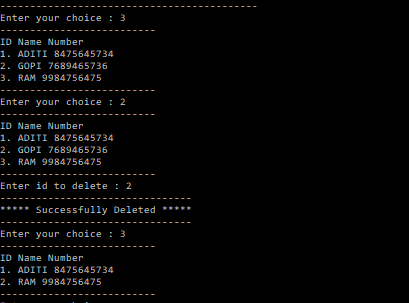 -------------------------------------------
Enter your choice : 3
--------------------------
ID Name Number
1. ADITI 8475645734
2. GOPI 7689465736
3. RAM 9984756475
--------------------------
Enter your choice : 2
--------------------------
ID Name Number
1. ADITI 8475645734
2. GOPI 7689465736
3. RAM 9984756475
--------------------------
Enter id to delete : 2
--------------------------------
***** Successfully Deleted *****
--------------------------------
Enter your choice : 3
--------------------------
ID Name Number
1. ADITI 8475645734
2. RAM 9984756475
--------------------------